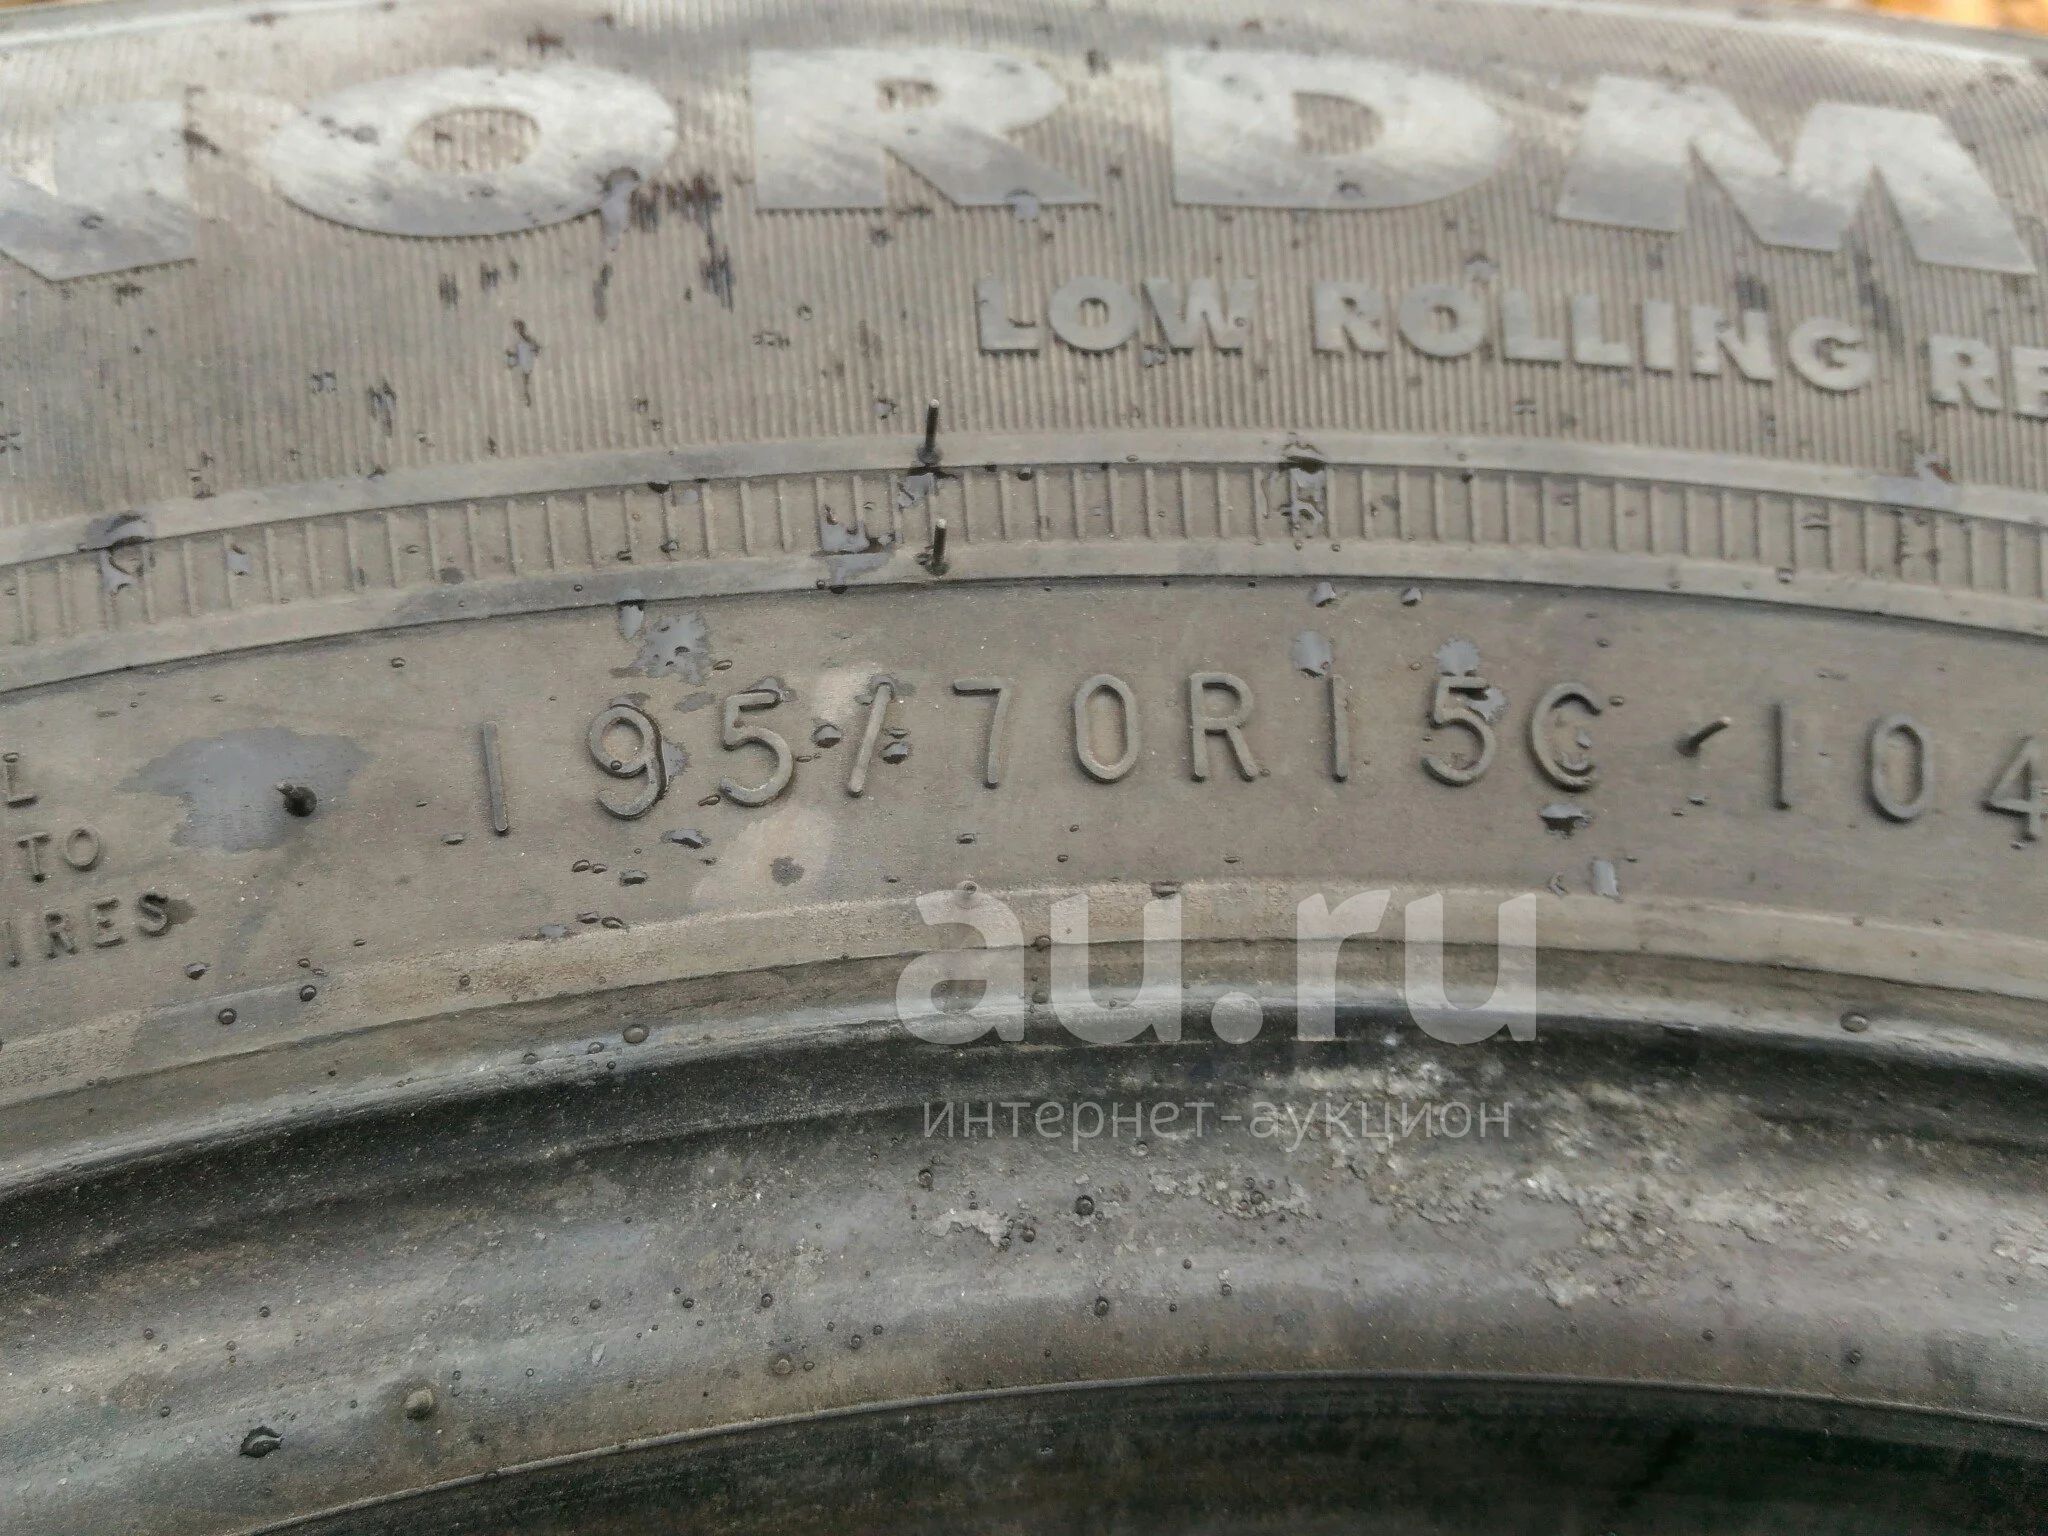 NORDM
LOW ROLLING RE
195/70R15C 104
L
TO
IRES
au.ru
интернет-аукцион